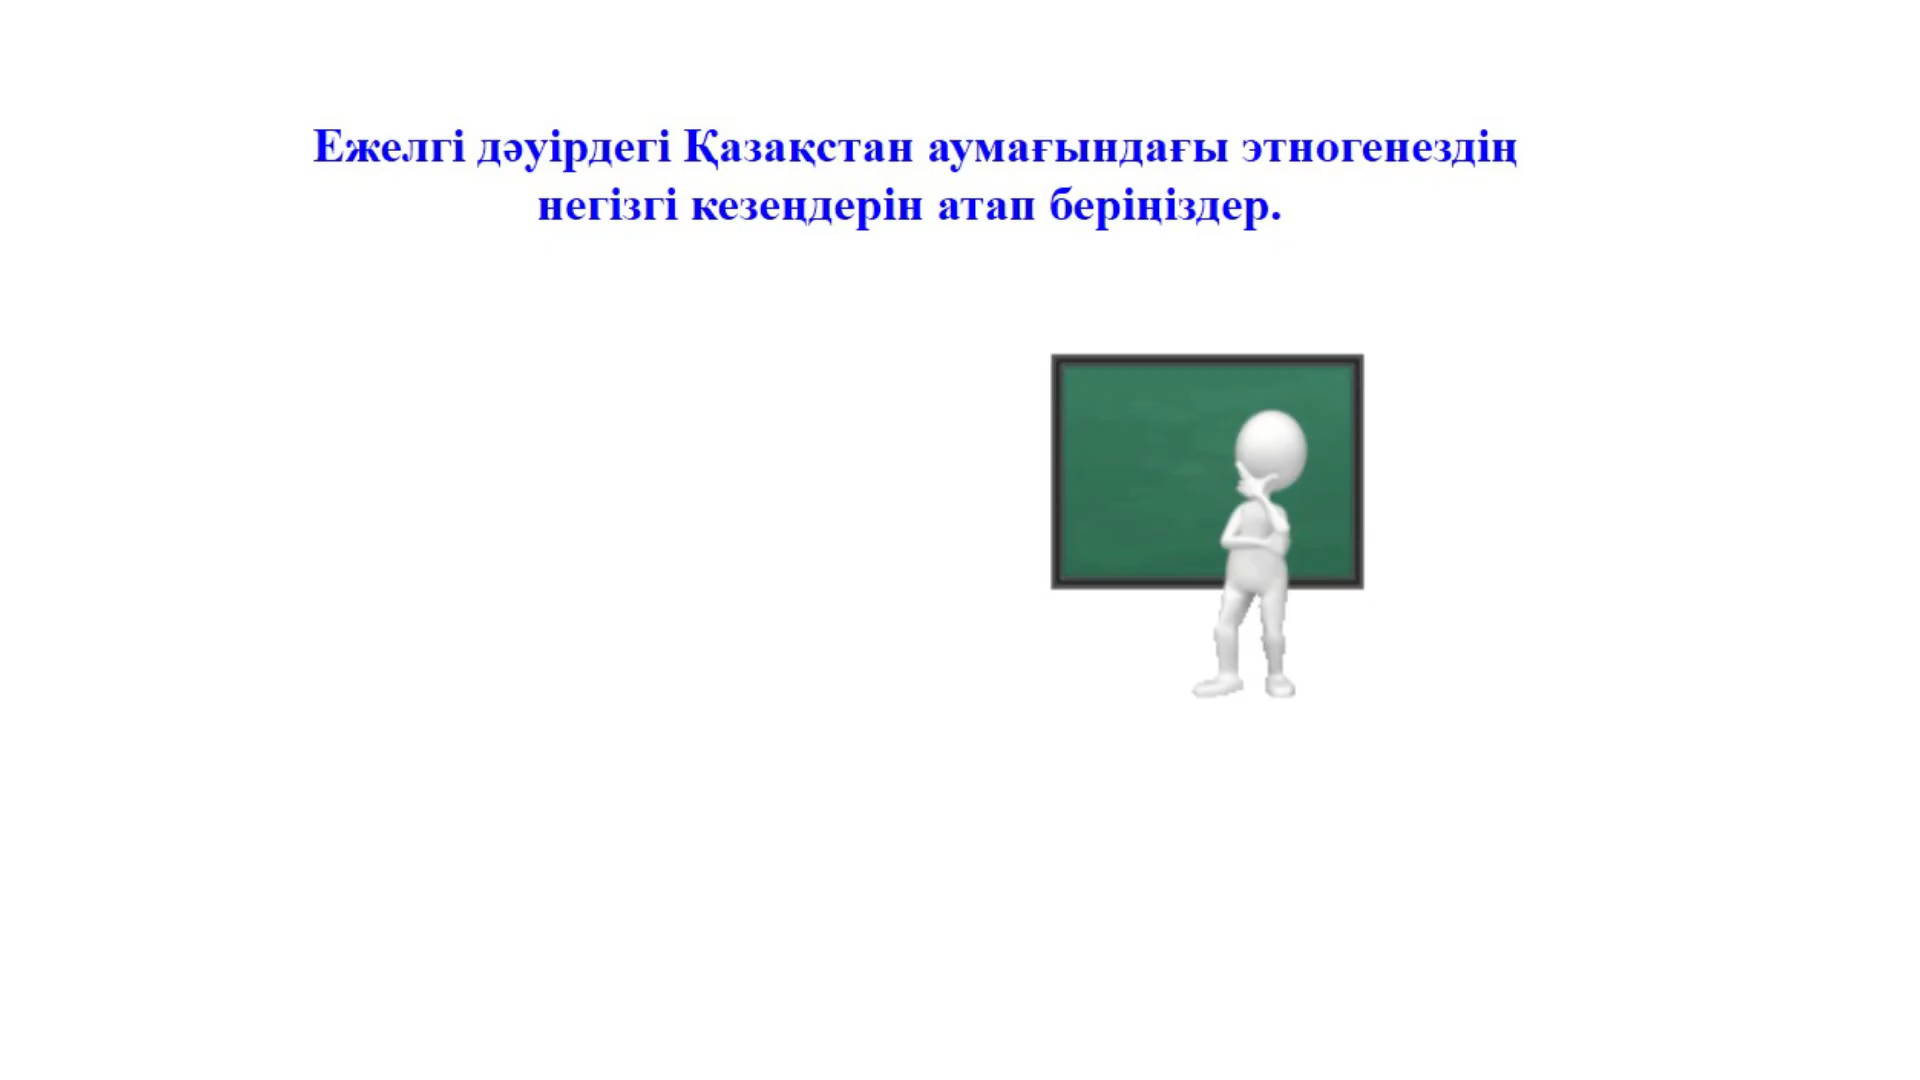 Ежелгі дәуірдегі Қазақстан аумағындағы этногенездің
негізгі кезеңдерін атап беріңіздер.